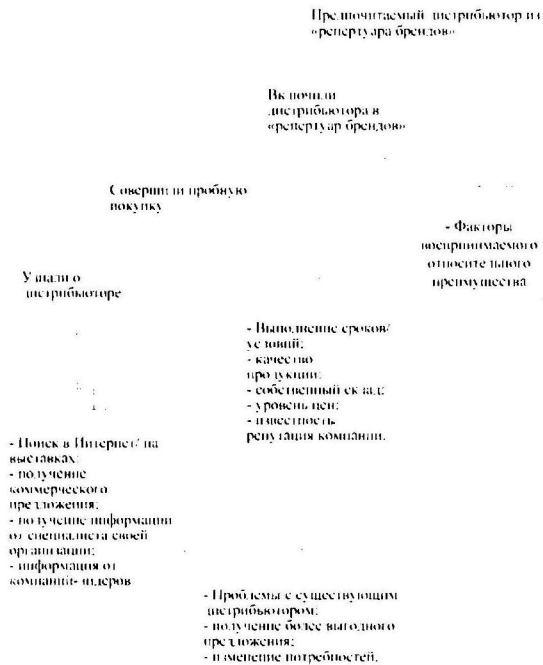 Предпочитаемый дистрибьютор из
«репертуара брендов»
Включили
дистрибьютора в
«репертуар брендов»
Совершили пробную
покупку
- Факторы
воспринимаемого
относительного
преимущества
Узнали о
дистрибьюторе
- Выполнение сроков/
условий;
- качество
продукции;
- собственный склад;
- уровень цен;
- известность
репутация компании.
- Поиск в Интернет/ на
выставках;
- получение
коммерческого
предложения;
- получение информации
от специалиста своей
организации;
- информация от
компаний-лидеров
- Проблемы с существующим
дистрибьютором;
- получение более выгодного
предложения;
- изменение потребностей.